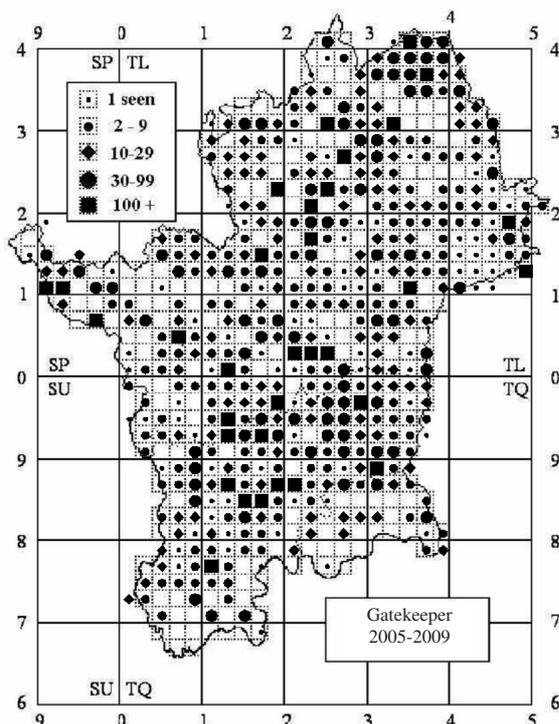 9 0 1 2 3 4 5
4 SP TL 4
1 seen
2 - 9
10-29
30-99
100 +
3 3
2 2
1 1
SP TL
0 0
SU TQ
9 9
8 8
7 7
Gatekeeper
2005-2009
SU TQ
6 6
9 0 1 2 3 4 5